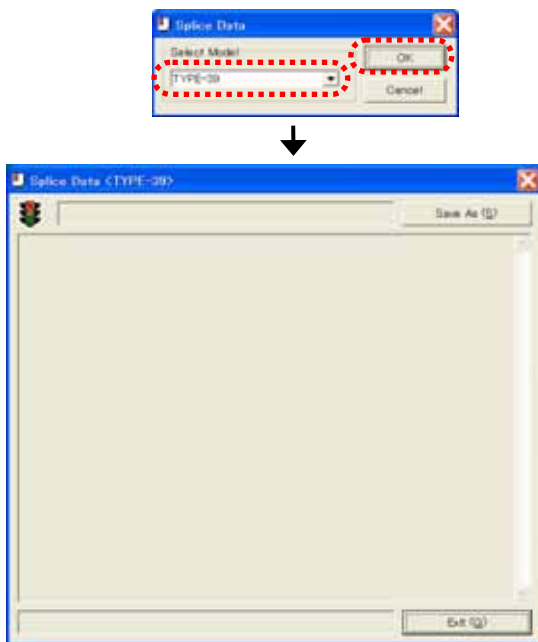 Splice Data
Select Model
TYPE-39
OK
Cancel
Splice Data <TYPE-39>
Save As (S)
Exit (Q)